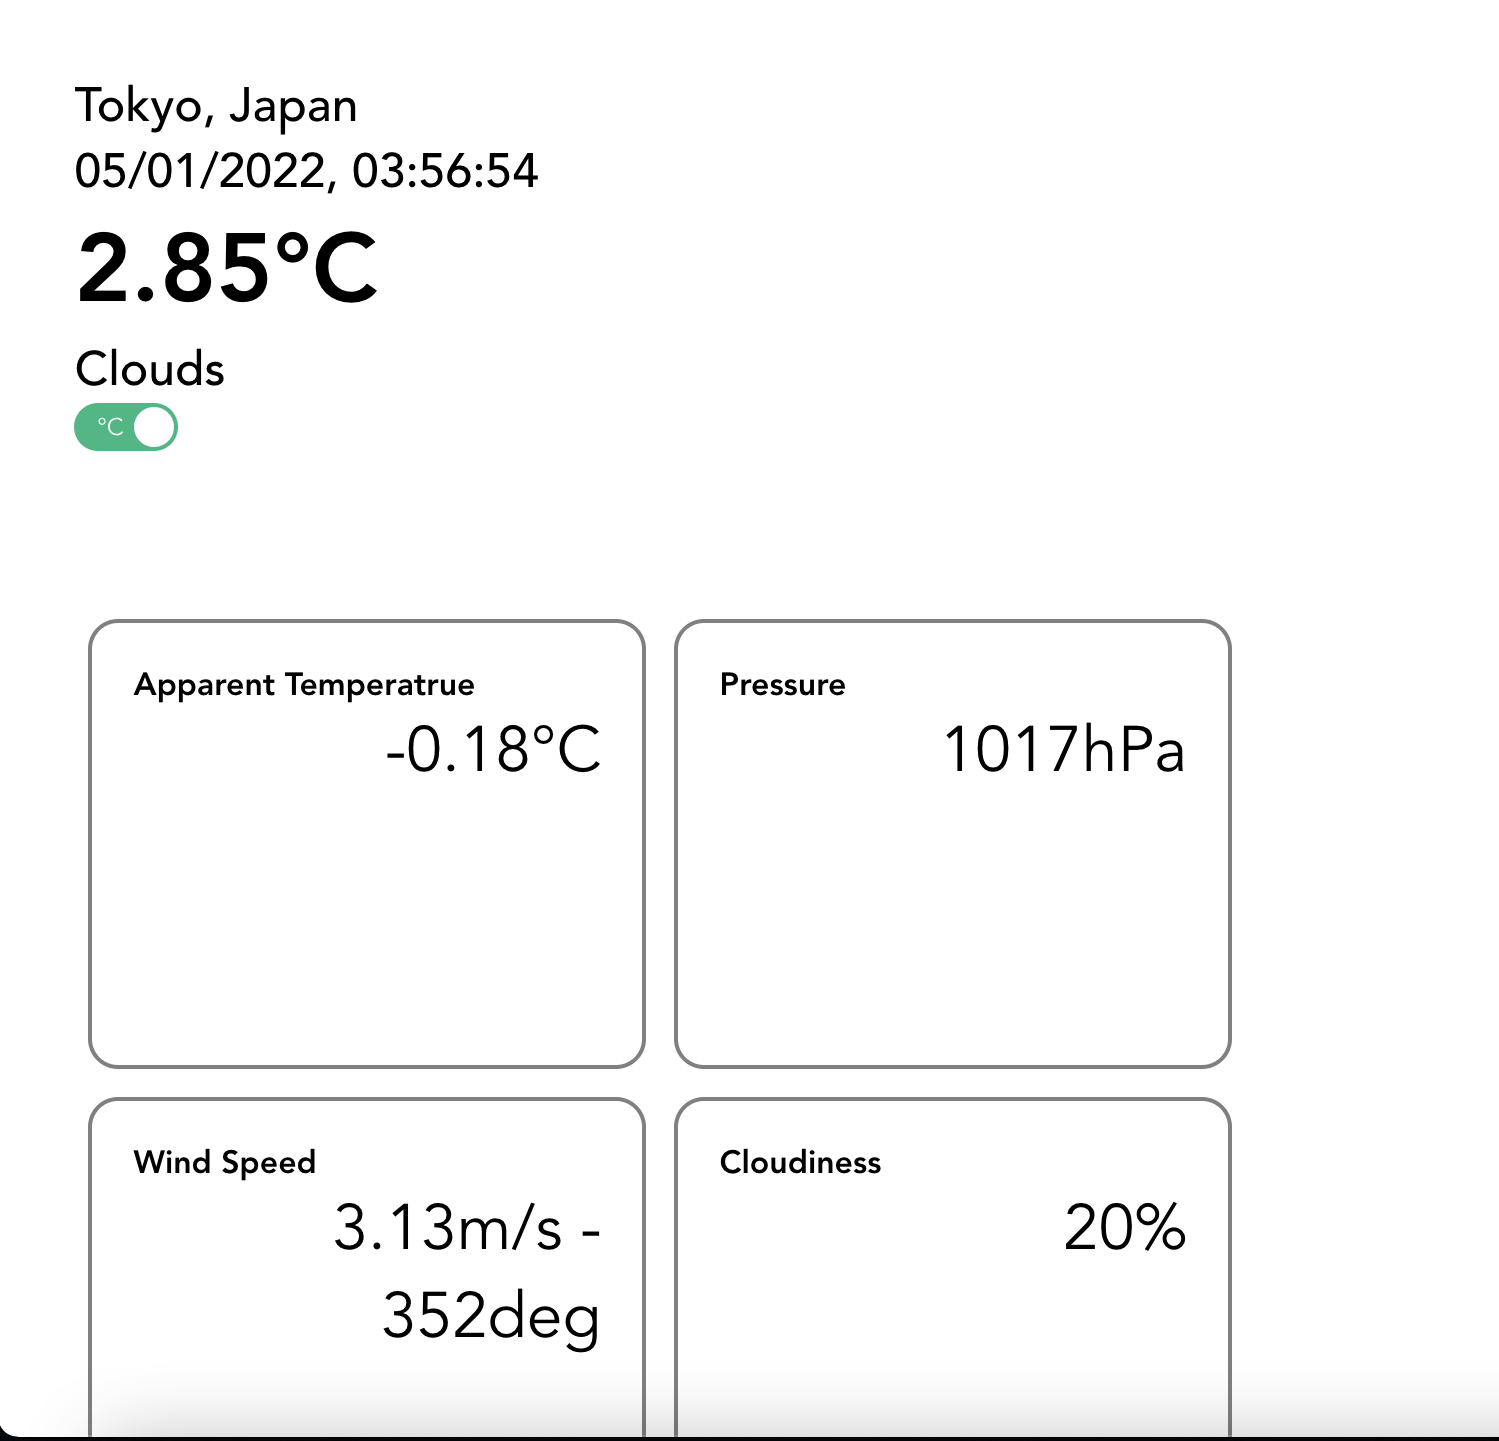 Tokyo, Japan
05/01/2022, 03:56:54
2.85°C
Clouds
°C
Apparent Temperatrue
-0.18°C
Pressure
1017hPa
Wind Speed
3.13m/s -
352deg
Cloudiness
20%